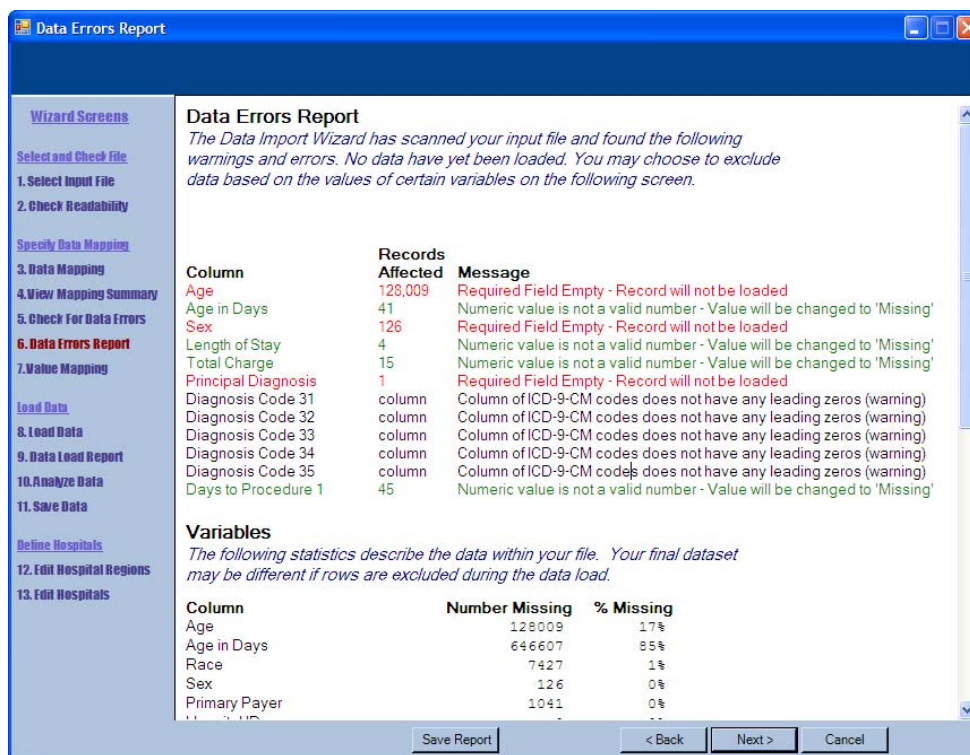 Data Errors Report
Wizard Screens
Select and Check File
1. Select Input File
2. Check Readability
Specify Data Mapping
3. Data Mapping
4.View Mapping Summary
5. Check For Data Errors
6. Data Errors Report
7.Value Mapping
Load Data
8. Load Data
9. Data Load Report
10.Analyze Data
11. Save Data
Define Hospitals
12. Edit Hospital Regions
13. Edit Hospitals
Data Errors Report
The Data Import Wizard has scanned your input file and found the following
warnings and errors. No data have yet been loaded. You may choose to exclude
data based on the values of certain variables on the following screen.
Records
Column Affected Message
Age 128,009 Required Field Empty - Record will not be loaded
Age in Days 41 Numeric value is not a valid number - Value will be changed to 'Missing'
Sex 126 Required Field Empty - Record will not be loaded
Length of Stay 4 Numeric value is not a valid number - Value will be changed to 'Missing'
Total Charge 15 Numeric value is not a valid number - Value will be changed to 'Missing'
Principal Diagnosis 1 Required Field Empty - Record will not be loaded
Diagnosis Code 31 column Column of ICD-9-CM codes does not have any leading zeros (warning)
Diagnosis Code 32 column Column of ICD-9-CM codes does not have any leading zeros (warning)
Diagnosis Code 33 column Column of ICD-9-CM codes does not have any leading zeros (warning)
Diagnosis Code 34 column Column of ICD-9-CM codes does not have any leading zeros (warning)
Diagnosis Code 35 column Column of ICD-9-CM codes does not have any leading zeros (warning)
Days to Procedure 1 45 Numeric value is not a valid number - Value will be changed to 'Missing'
Variables
The following statistics describe the data within your file. Your final dataset
may be different if rows are excluded during the data load.
Column Number Missing % Missing
Age 128009 17%
Age in Days 646607 85%
Race 7427 1%
Sex 126 0%
Primary Payer 1041 0%
Save Report < Back Next > Cancel